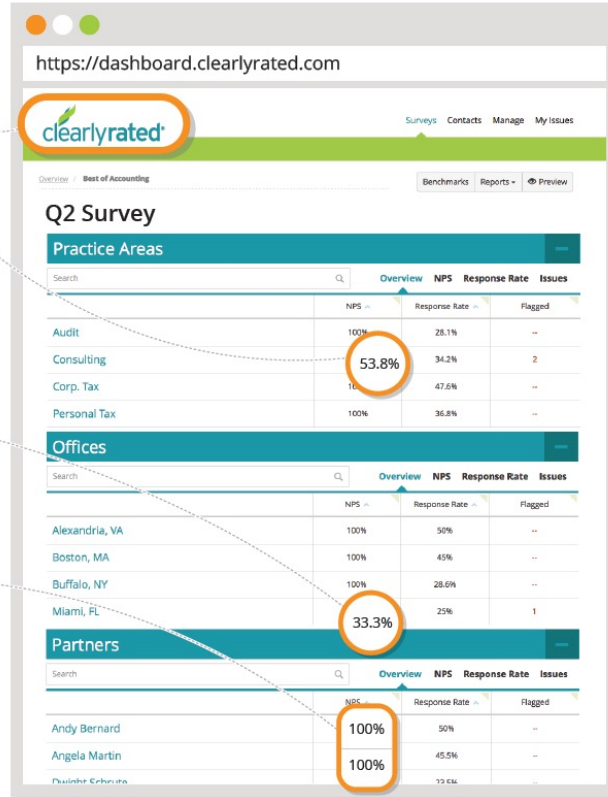 https://dashboard.clearlyrated.com
clearlyrated
Surveys Contacts Manage My Issues
Overview / Best of Accounting
Benchmarks Reports Preview
Q2 Survey
Practice Areas
Search Overview NPS Response Rate Issues
NPS Response Rate Flagged
Audit 100% 28.1% --
Consulting 53.8% 34.2% 2
Corp. Tax 47.6% --
Personal Tax 100% 36.8% --
Offices
Search Overview NPS Response Rate Issues
NPS Response Rate Flagged
Alexandria, VA 100% 50% --
Boston, MA 100% 45% --
Buffalo, NY 100% 28.6% --
Miami, FL 33.3% 25% 1
Partners
Search Overview NPS Response Rate Issues
NPS Response Rate Flagged
Andy Bernard 100% 50% --
Angela Martin 100% 45.5% --
Dwight Schrute 23.5% --